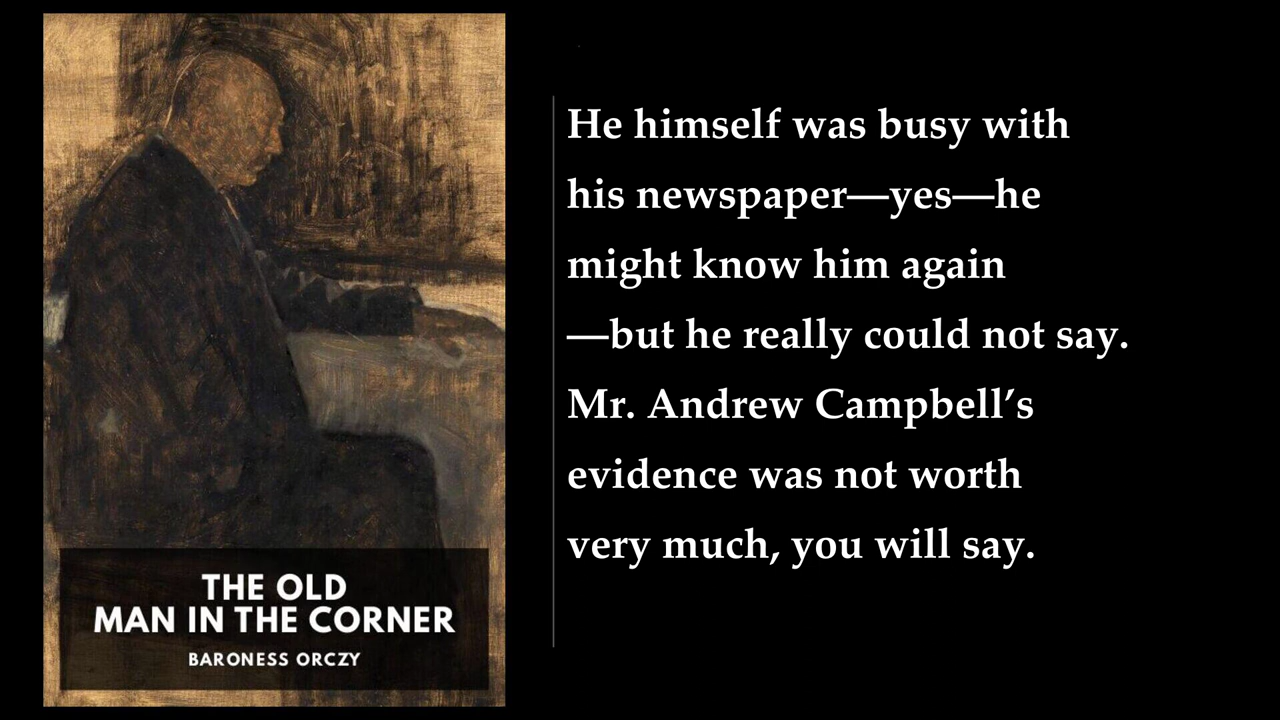 THE OLD
MAN IN THE CORNER
BARONESS ORCZY
He himself was busy with
his newspaper—yes—he
might know him again
—but he really could not say.
Mr. Andrew Campbell’s
evidence was not worth
very much, you will say.